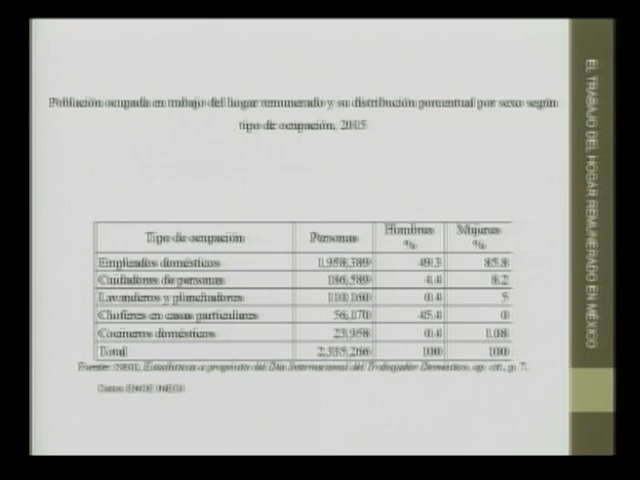 Población ocupada en trabajo del hogar remunerado y su distribución porcentual por sexo según
tipo de ocupación, 2015
Tipo de ocupación Personas Hombres % Mujeres %
Empleados domésticos 1,958,389 49.3 85.8
Cuidadores de personas 186,589 4.4 8.2
Lavanderos y planchadores 110,160 0.4 5
Choferes en casas particulares 56,170 45.4 0
Cocineros domésticos 23,958 0.4 1.08
Total 2,335,266 100 100
Fuente: INEGI, Estadísticas a propósito del Día Internacional del Trabajador Doméstico, op. cit., p. 7.
Datos: ENOE INEGI
EL TRABAJO DEL HOGAR REMUNERADO EN MÉXICO